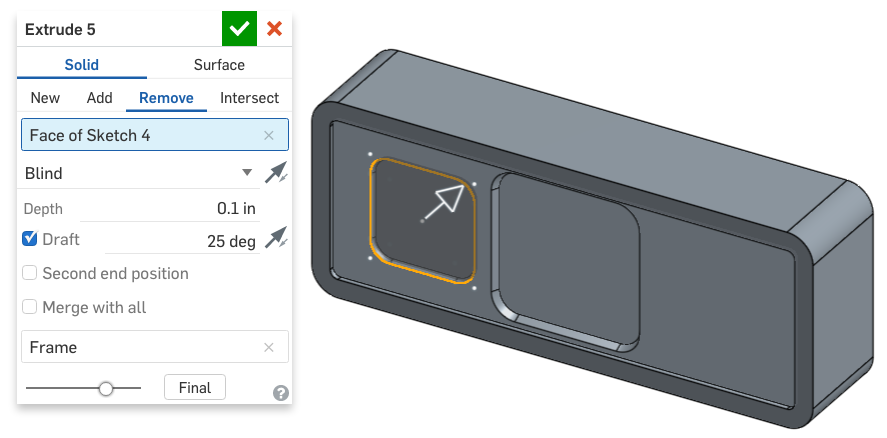 Extrude 5
Solid Surface
New Add Remove Intersect
Face of Sketch 4
Blind
Depth 0.1 in
Draft 25 deg
Second end position
Merge with all
Frame
Final ?